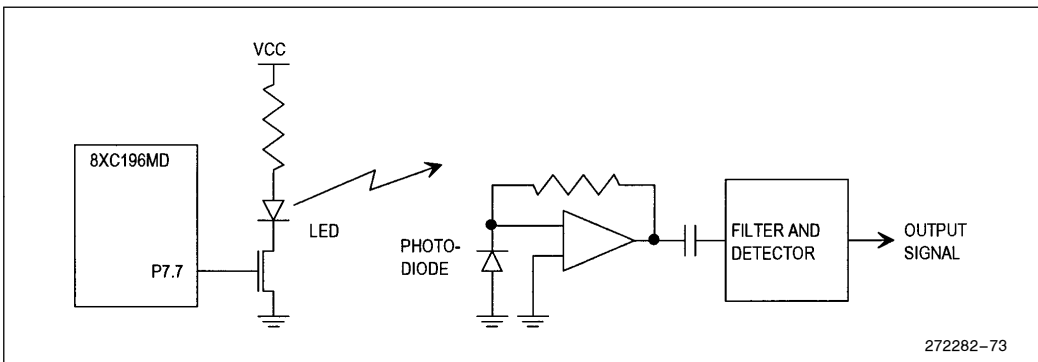 VCC
8XC196MD
LED
P7.7
PHOTO-
DIODE
FILTER AND
DETECTOR
OUTPUT
SIGNAL
272282-73